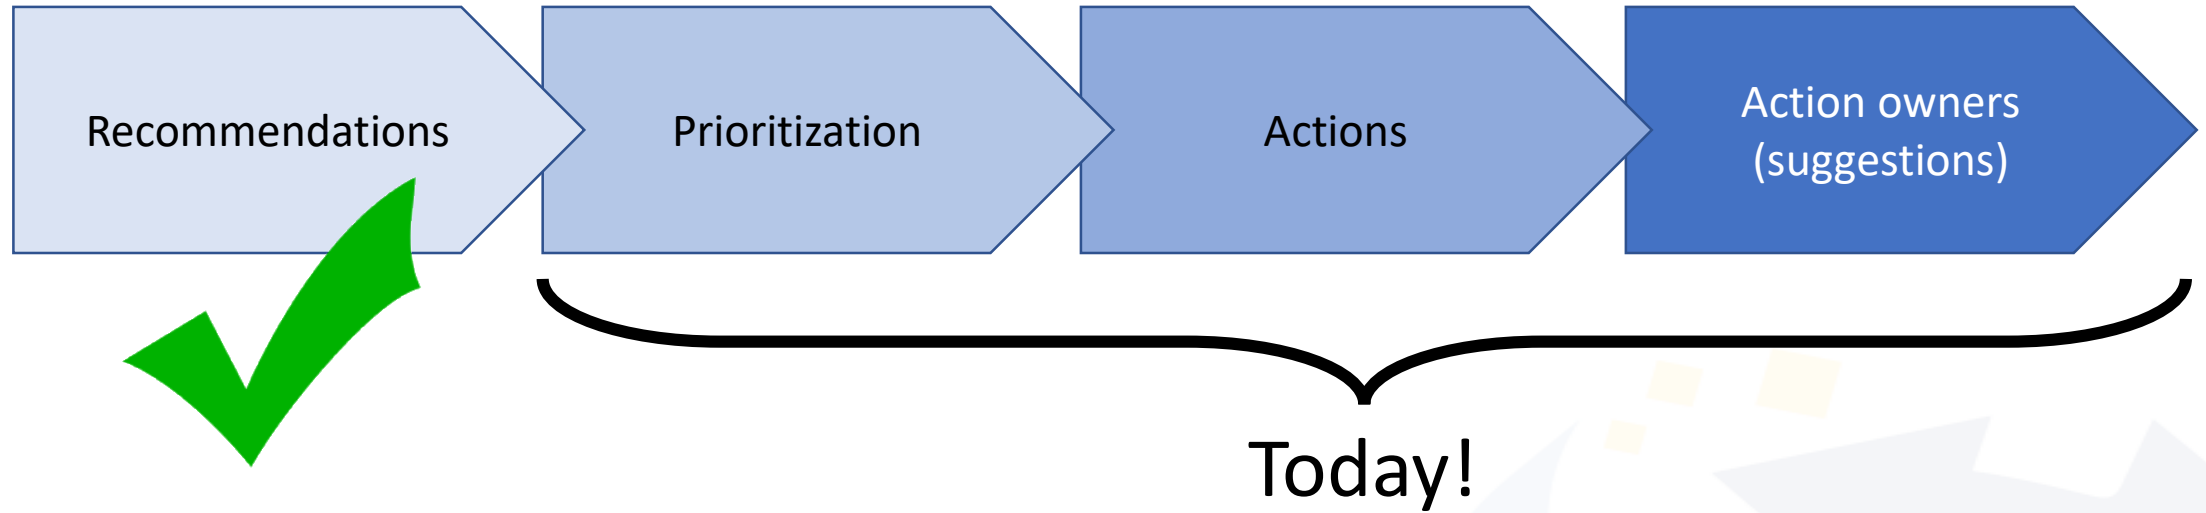 Recommendations
Prioritization
Actions
Action owners
(suggestions)
Today!